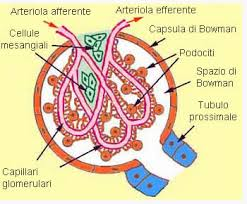 Arteriola afferente
Arteriola efferente
Cellule
mesangiali
Capsula di Bowman
Podociti
Spazio di
Bowman
Tubulo
prossimale
Capillari
glomerulari